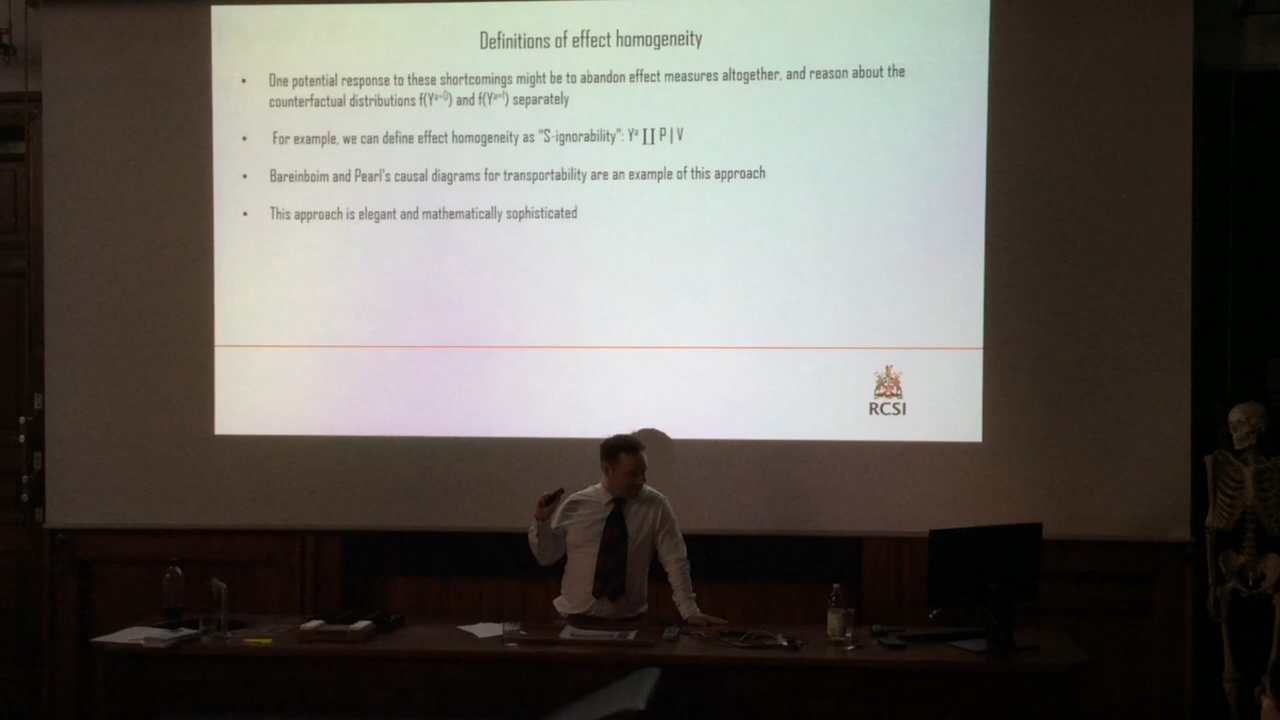 Definitions of effect homogeneity
• One potential response to these shortcomings might be to abandon effect measures altogether, and reason about the
counterfactual distributions f(Yᵃ⁼⁰) and f(Yᵃ⁼¹) separately
• For example, we can define effect homogeneity as "S-ignorability": Yᵃ ∐ P | V
• Bareinboim and Pearl's causal diagrams for transportability are an example of this approach
• This approach is elegant and mathematically sophisticated
RCSI